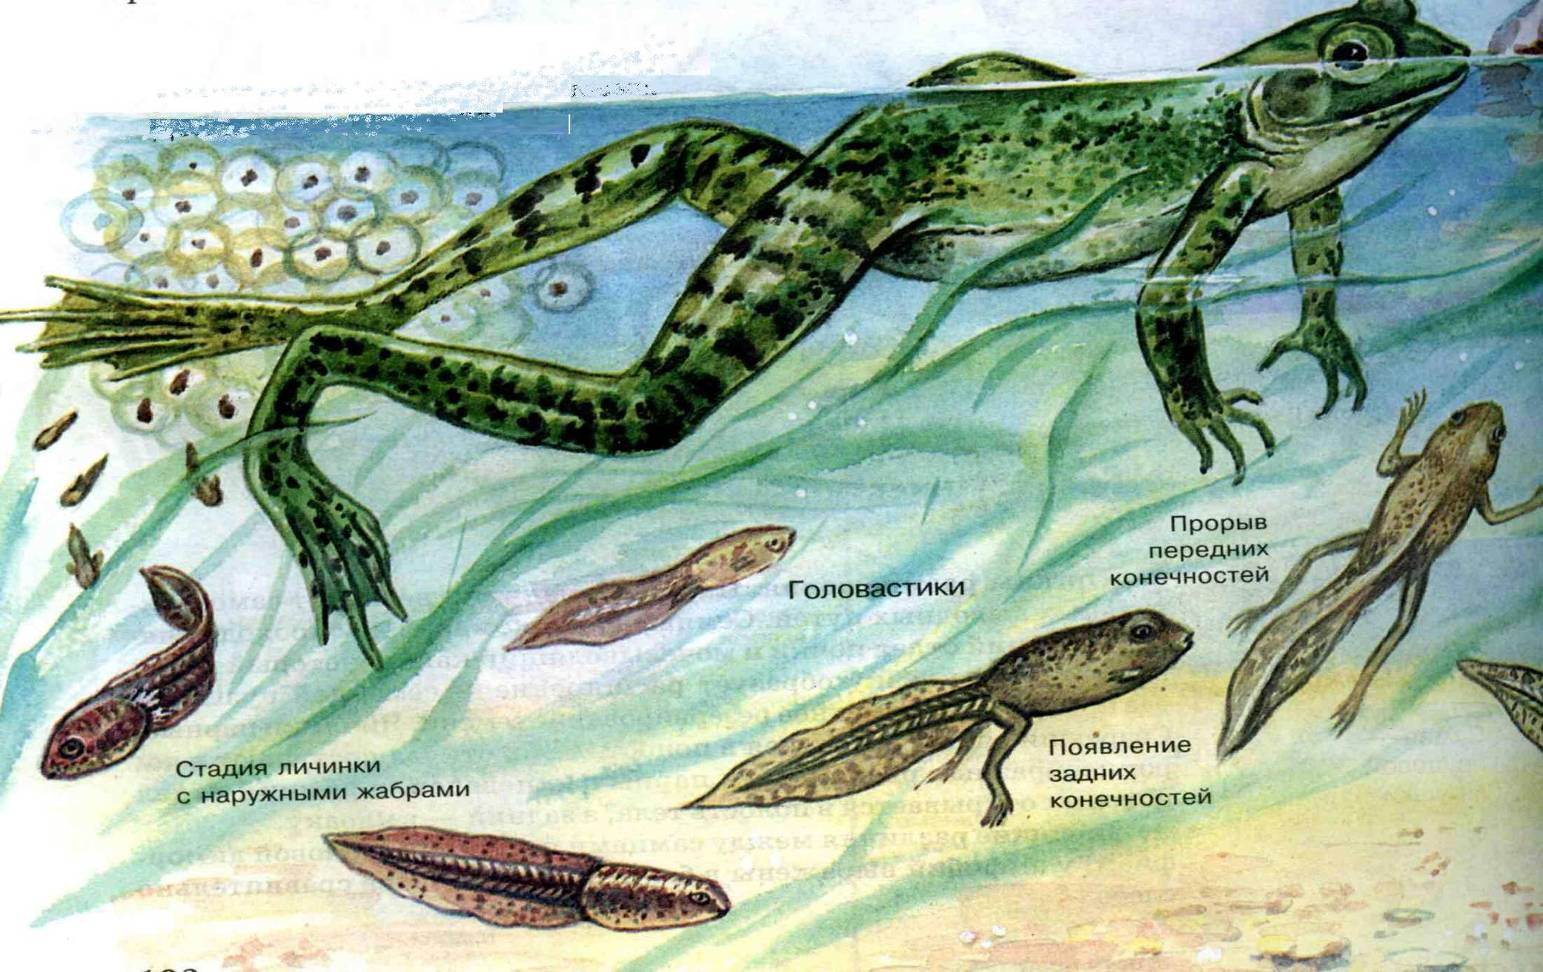 Прорыв
передних
конечностей
Головастики
Появление
задних
конечностей
Стадия личинки
с наружными жабрами